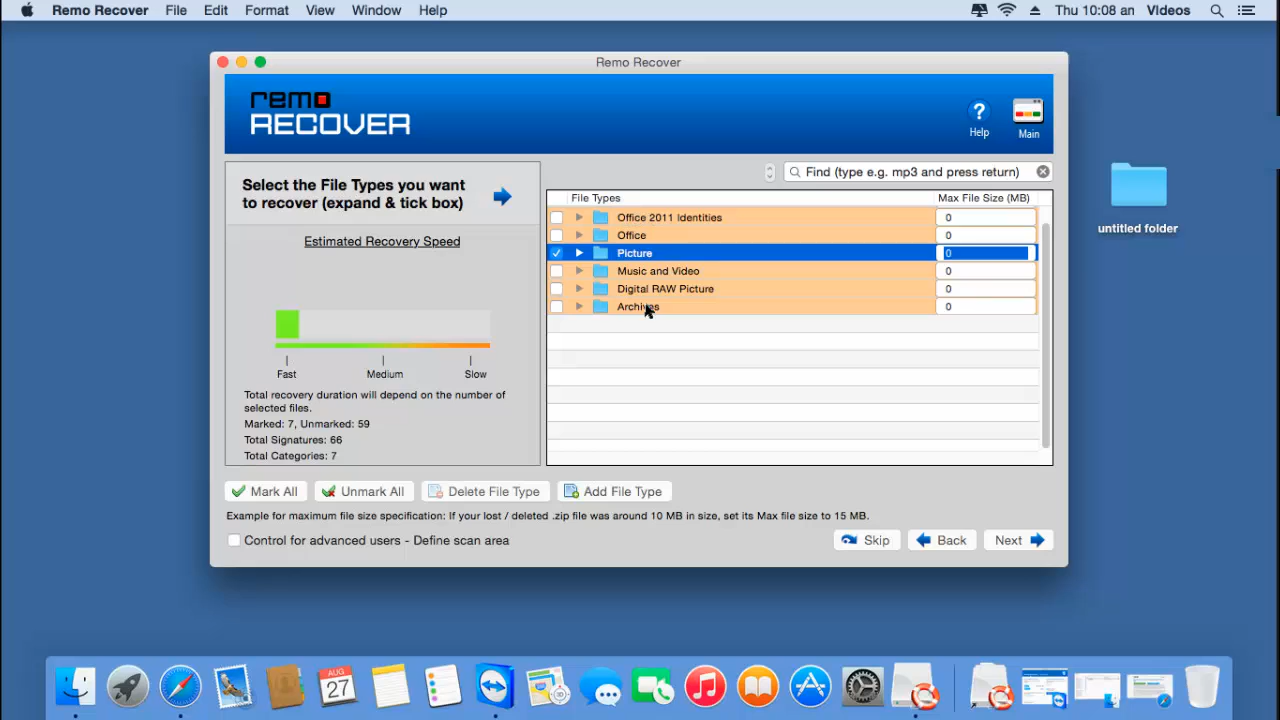 Remo Recover File Edit Format View Window Help Thu 10:08 an Videos
Remo Recover
remo
RECOVER
Help
Main
Select the File Types you want
to recover (expand & tick box)
Estimated Recovery Speed
Fast Medium Slow
Total recovery duration will depend on the number of
selected files.
Marked: 7, Unmarked: 59
Total Signatures: 66
Total Categories: 7
Find (type e.g. mp3 and press return)
File Types Max File Size (MB)
Office 2011 Identities 0
Office 0
Picture 0
Music and Video 0
Digital RAW Picture 0
Archives 0
untitled folder
Mark All Unmark All Delete File Type Add File Type
Example for maximum file size specification: If your lost / deleted .zip file was around 10 MB in size, set its Max file size to 15 MB.
Control for advanced users - Define scan area
Skip Back Next
AUG
27